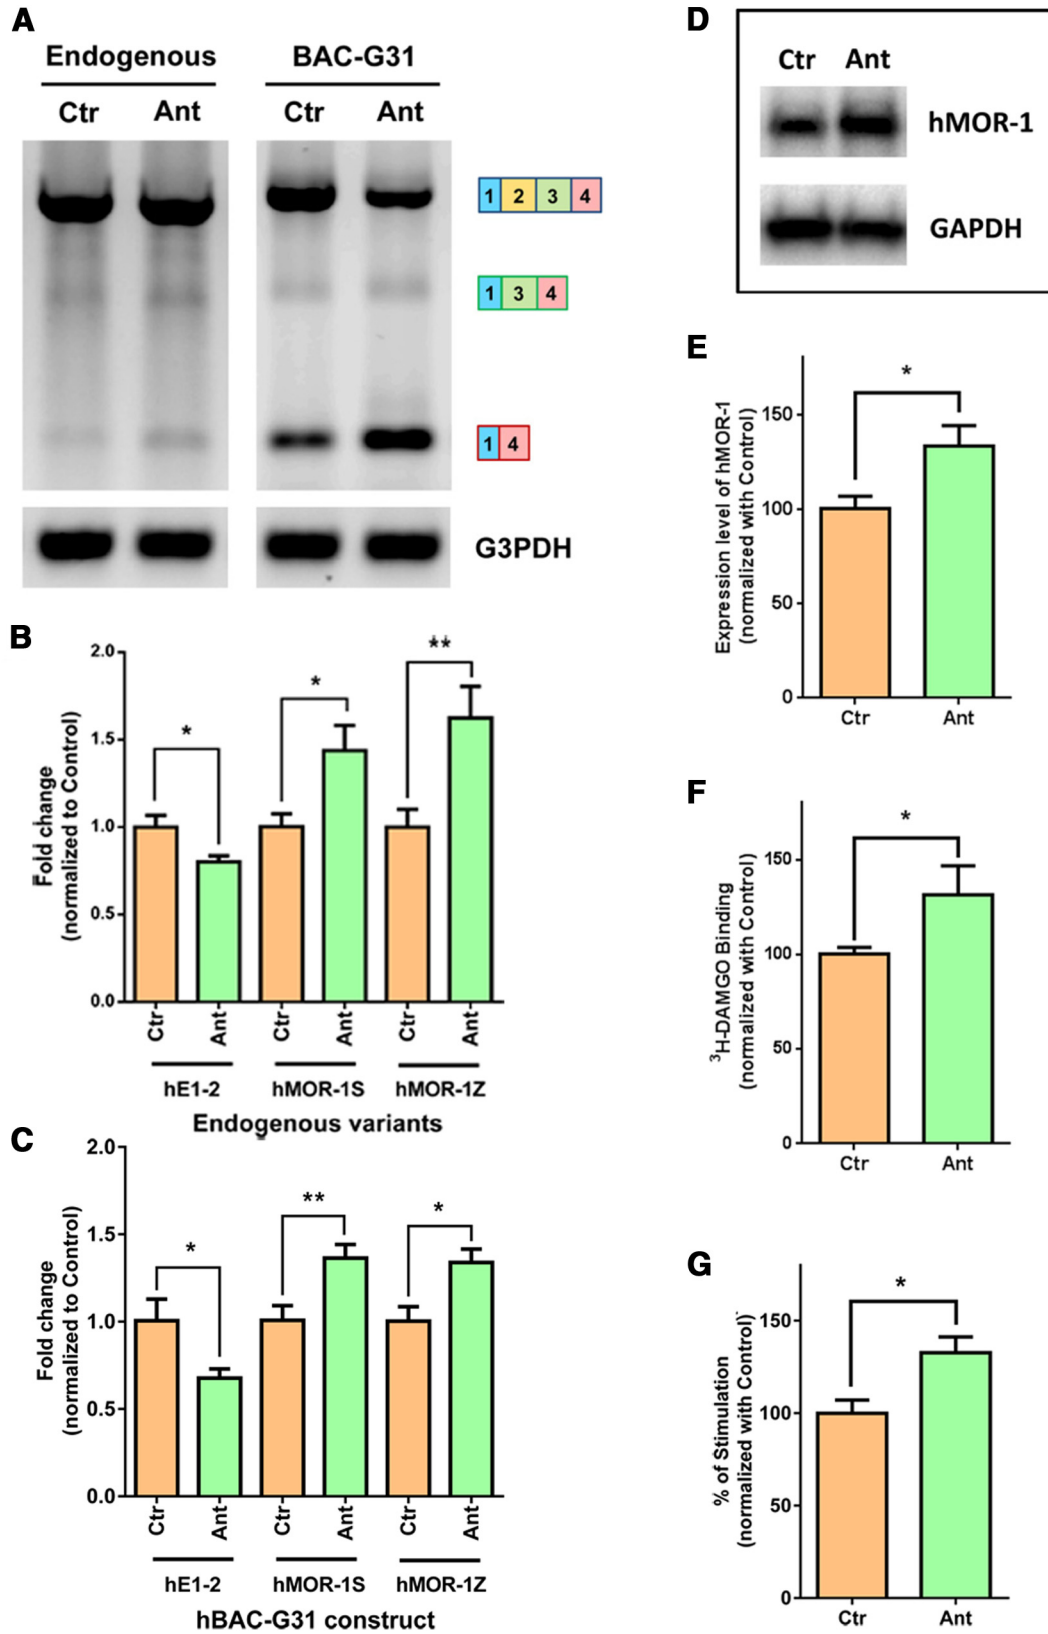 A
Endogenous BAC-G31
Ctr Ant Ctr Ant
1 2 3 4
1 3 4
1 4
G3PDH
B
Fold change
(normalized to Control)
2.0
1.5
1.0
0.5
0.0
* * **
Ctr Ant Ctr Ant Ctr Ant
hE1-2 hMOR-1S hMOR-1Z
Endogenous variants
C
Fold change
(normalized to Control)
2.0
1.5
1.0
0.5
0.0
* ** *
Ctr Ant Ctr Ant Ctr Ant
hE1-2 hMOR-1S hMOR-1Z
hBAC-G31 construct
D
Ctr Ant
hMOR-1
GAPDH
E
Expression level of hMOR-1
(normalized with Control)
150
100
50
0
*
Ctr Ant
F
³H-DAMGO Binding
(normalized with Control)
150
100
50
0
*
Ctr Ant
G
% of Stimulation
(normalized with Control)
150
100
50
0
*
Ctr Ant